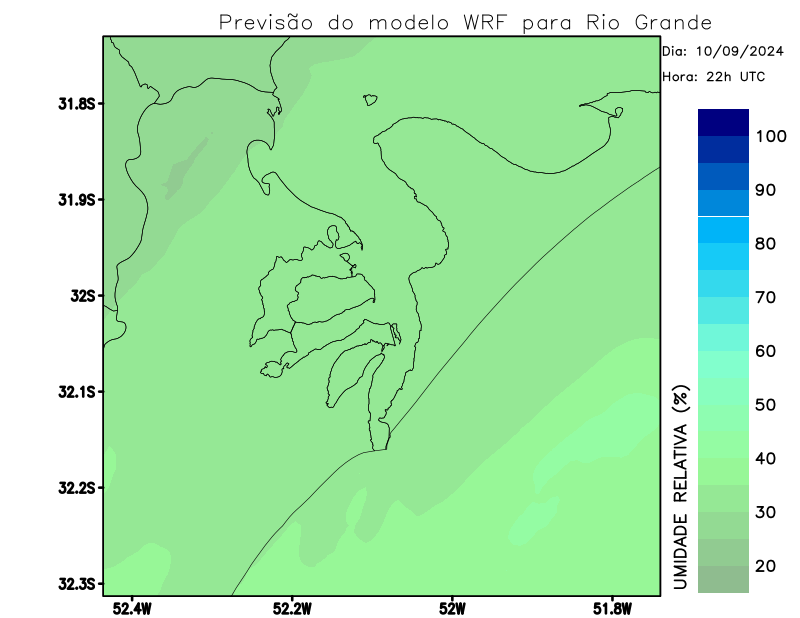 Previsão do modelo WRF para Rio Grande
Dia: 10/09/2024
Hora: 22h UTC
31.8S
31.9S
32S
32.1S
32.2S
32.3S
52.4W
52.2W
52W
51.8W
UMIDADE RELATIVA (%)
100
90
80
70
60
50
40
30
20